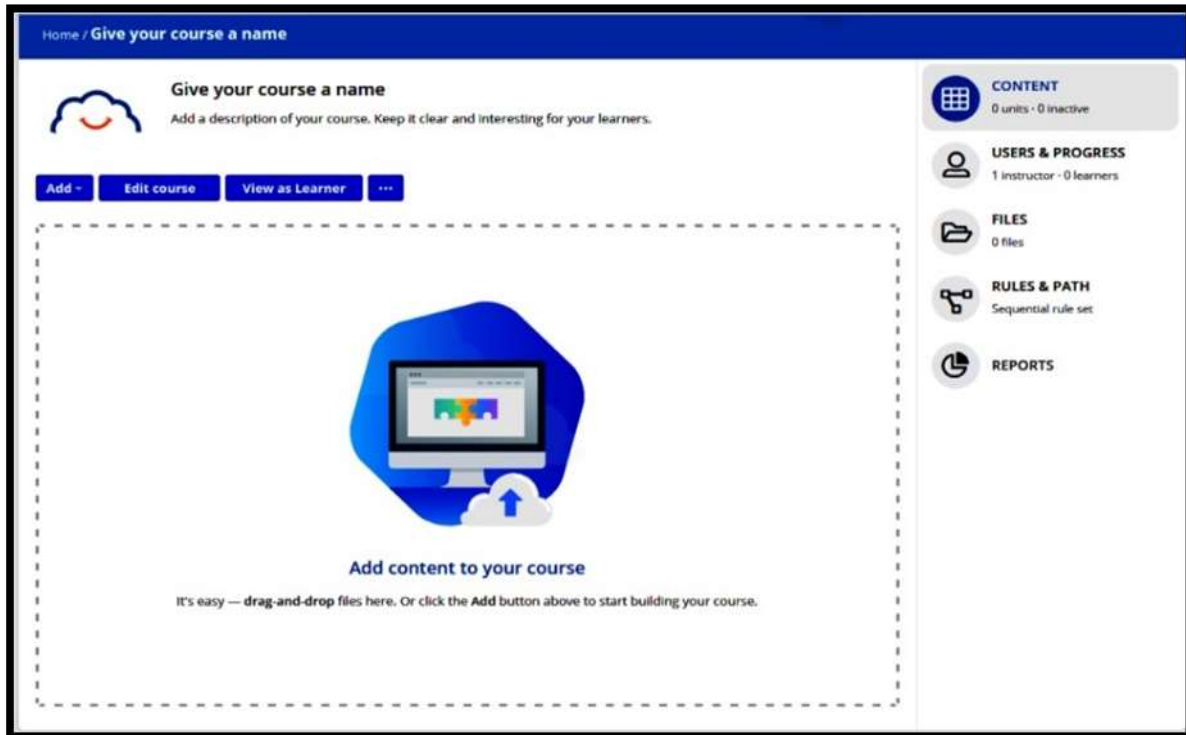 Home / Give your course a name
Give your course a name
Add a description of your course. Keep it clear and interesting for your learners.
Add
Edit course
View as Learner
...
Add content to your course
It's easy — drag-and-drop files here. Or click the Add button above to start building your course.
CONTENT
0 units · 0 inactive
USERS & PROGRESS
1 instructor · 0 learners
FILES
0 files
RULES & PATH
Sequential rule set
REPORTS